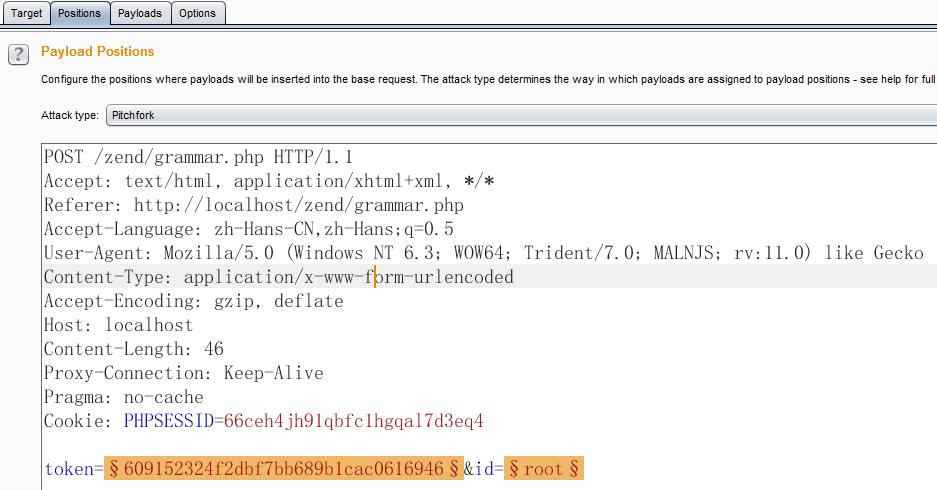 Target Positions Payloads Options
? Payload Positions
Configure the positions where payloads will be inserted into the base request. The attack type determines the way in which payloads are assigned to payload positions - see help for full
Attack type: Pitchfork
POST /zend/grammar.php HTTP/1.1
Accept: text/html, application/xhtml+xml, */*
Referer: http://localhost/zend/grammar.php
Accept-Language: zh-Hans-CN,zh-Hans;q=0.5
User-Agent: Mozilla/5.0 (Windows NT 6.3; WOW64; Trident/7.0; MALNJS; rv:11.0) like Gecko
Content-Type: application/x-www-form-urlencoded
Accept-Encoding: gzip, deflate
Host: localhost
Content-Length: 46
Proxy-Connection: Keep-Alive
Pragma: no-cache
Cookie: PHPSESSID=66ceh4jh91qbfc1hgqal7d3eq4
token=§609152324f2dbf7bb689b1cac0616946§&id=§root§